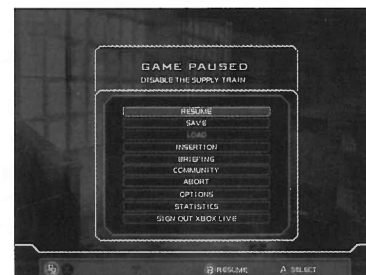 GAME PAUSED
DISABLE THE SUPPLY TRAIN
RESUME
SAVE
LOAD
INSERTION
BRIEFING
COMMUNITY
ABORT
OPTIONS
STATISTICS
SIGN OUT XBOX LIVE
B RESUME A SELECT